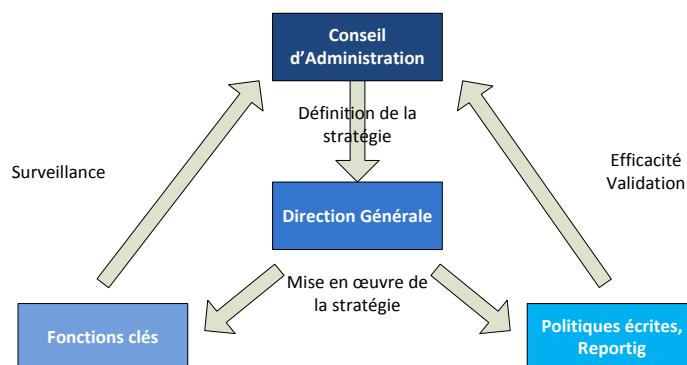 Conseil
d'Administration
Définition de la
stratégie
Surveillance
Efficacité
Validation
Direction Générale
Mise en œuvre de
la stratégie
Fonctions clés
Politiques écrites,
Reportig